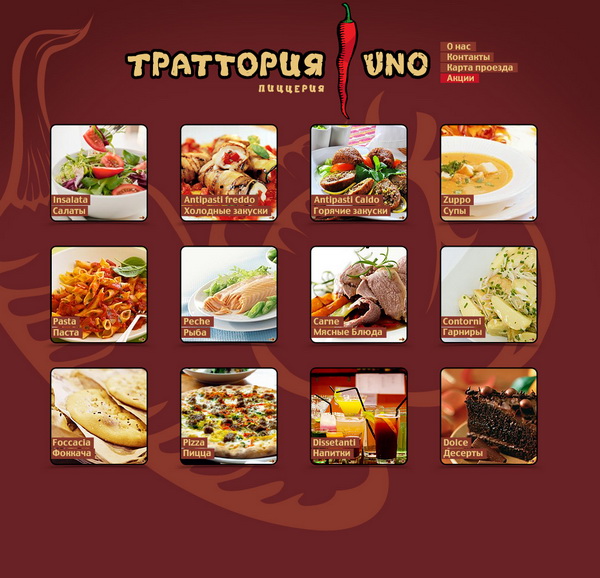 ТРАТТОРИЯ UNO
ПИЦЦЕРИЯ
О нас
Контакты
Карта проезда
Акции
Insalata
Салаты
Antipasti freddo
Холодные закуски
Antipasti Caldo
Горячие закуски
Zuppo
Супы
Pasta
Паста
Peche
Рыба
Carne
Мясные Блюда
Contorni
Гарниры
Foccacia
Фоккача
Pizza
Пицца
Dissetanti
Напитки
Dolce
Десерты